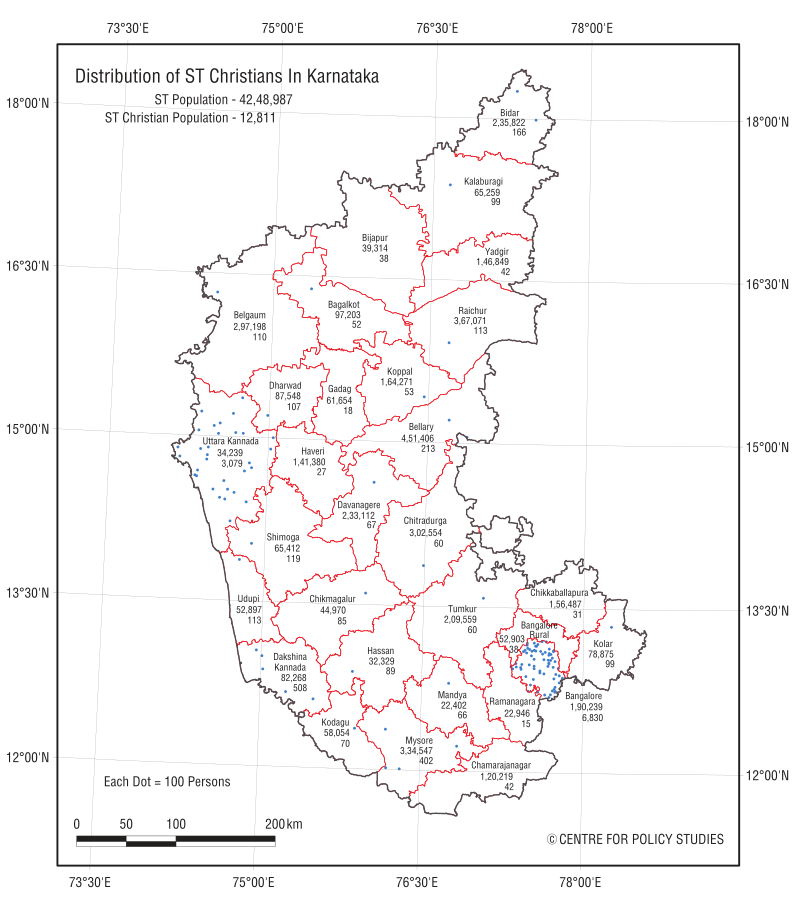 73°30'E 75°00'E 76°30'E 78°00'E
Distribution of ST Christians In Karnataka
ST Population - 42,48,987
ST Christian Population - 12,811
18°00'N
18°00'N
Bidar
2,35,822
166
Kalaburagi
65,259
99
Bijapur
39,314
38
Yadgir
1,46,849
42
16°30'N
16°30'N
Belgaum
2,97,198
110
Bagalkot
97,203
52
Raichur
3,67,071
113
Koppal
1,64,271
53
Dharwad
87,548
107
Gadag
61,654
18
Bellary
4,51,406
213
15°00'N
15°00'N
Uttara Kannada
34,239
3,079
Haveri
1,41,380
27
Davanagere
2,33,112
67
Chitradurga
3,02,554
60
Shimoga
65,412
119
13°30'N
13°30'N
Udupi
52,897
113
Chikmagalur
44,970
85
Tumkur
2,09,559
60
Chikkaballapura
1,56,487
31
Bangalore
Rural
52,903
38
Kolar
78,875
99
Hassan
32,329
89
Dakshina
Kannada
82,268
508
Mandya
22,402
66
Ramanagara
22,946
15
Bangalore
1,90,239
6,830
Kodagu
58,054
70
Mysore
3,34,547
402
Chamarajanagar
1,20,219
42
12°00'N
12°00'N
Each Dot = 100 Persons
0 50 100 200 km
© CENTRE FOR POLICY STUDIES
73°30'E 75°00'E 76°30'E 78°00'E